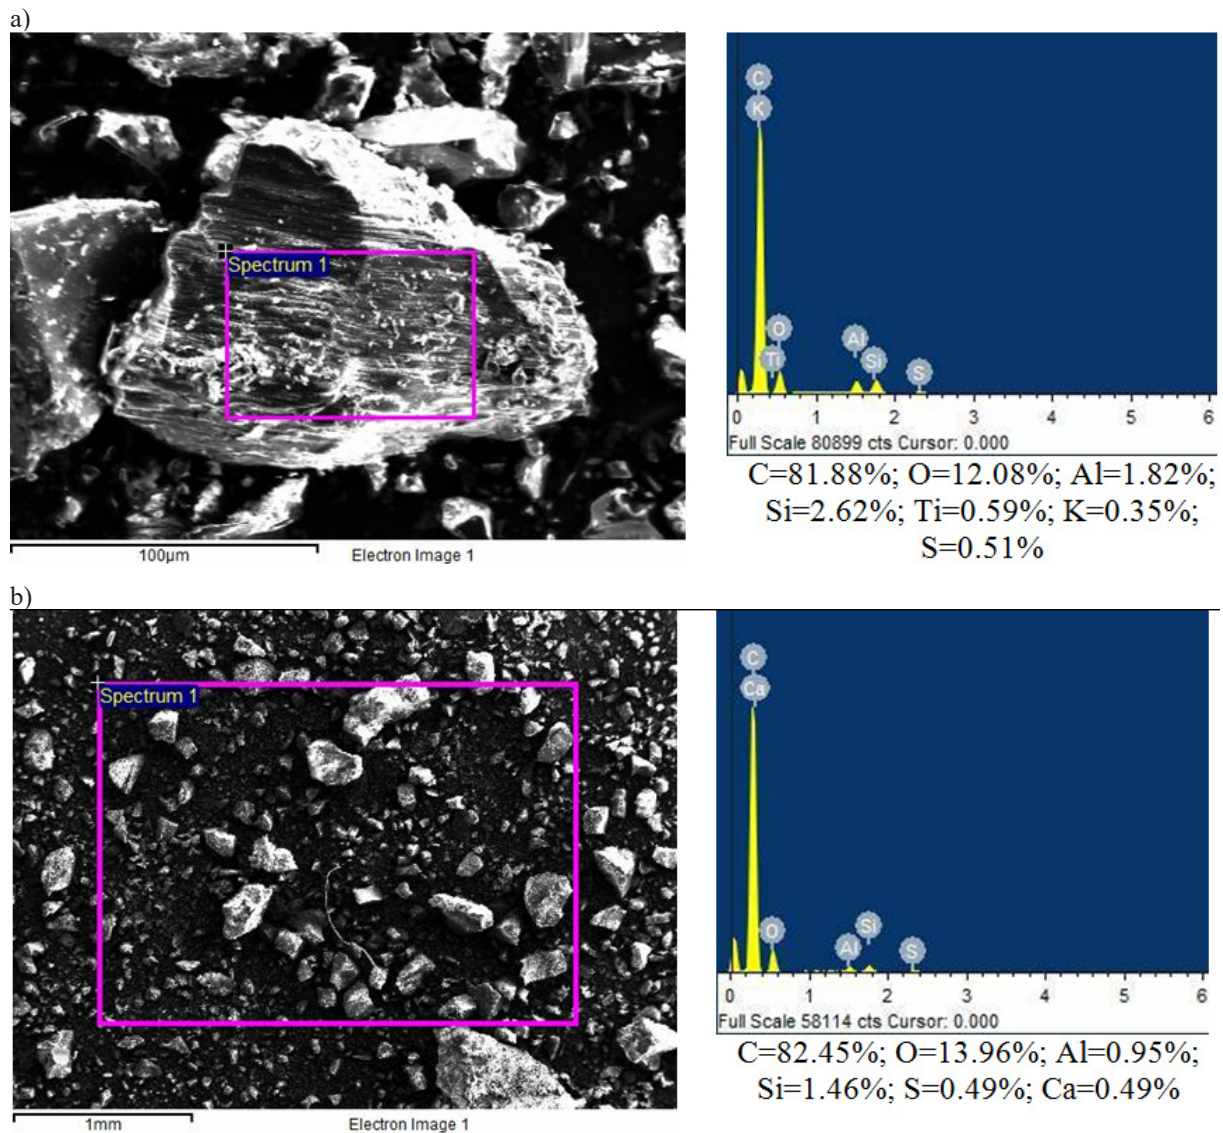 a)
Spectrum 1
100µm
Electron Image 1
C
K
O
Ti
Al
Si
S
0 1 2 3 4 5 6
Full Scale 80899 cts Cursor: 0.000
C=81.88%; O=12.08%; Al=1.82%;
Si=2.62%; Ti=0.59%; K=0.35%;
S=0.51%
b)
Spectrum 1
1mm
Electron Image 1
C
Ca
O
Al
Si
S
0 1 2 3 4 5 6
Full Scale 58114 cts Cursor: 0.000
C=82.45%; O=13.96%; Al=0.95%;
Si=1.46%; S=0.49%; Ca=0.49%